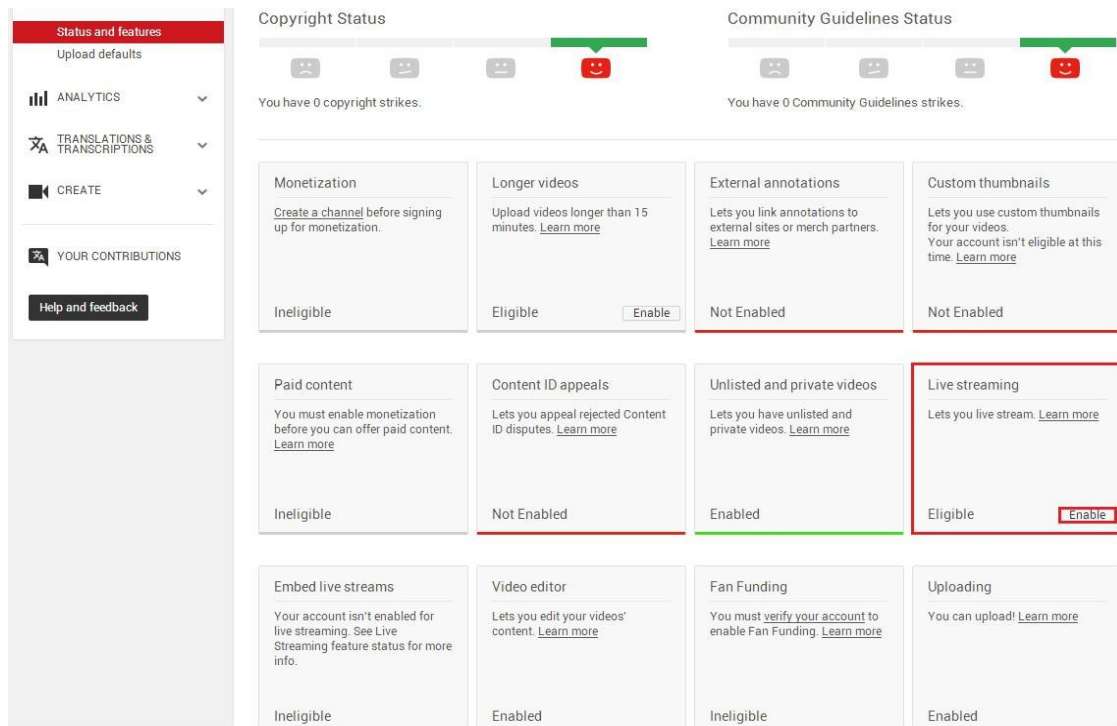 Status and features
Upload defaults
ANALYTICS
TRANSLATIONS &
TRANSCRIPTIONS
CREATE
YOUR CONTRIBUTIONS
Help and feedback
Copyright Status
You have 0 copyright strikes.
Community Guidelines Status
You have 0 Community Guidelines strikes.
Monetization
Create a channel before signing
up for monetization.
Ineligible
Longer videos
Upload videos longer than 15
minutes. Learn more
Eligible
Enable
External annotations
Lets you link annotations to
external sites or merch partners.
Learn more
Not Enabled
Custom thumbnails
Lets you use custom thumbnails
for your videos.
Your account isn't eligible at this
time. Learn more
Not Enabled
Paid content
You must enable monetization
before you can offer paid content.
Learn more
Ineligible
Content ID appeals
Lets you appeal rejected Content
ID disputes. Learn more
Not Enabled
Unlisted and private videos
Lets you have unlisted and
private videos. Learn more
Enabled
Live streaming
Lets you live stream. Learn more
Eligible
Enable
Embed live streams
Your account isn't enabled for
live streaming. See Live
Streaming feature status for more
info.
Ineligible
Video editor
Lets you edit your videos'
content. Learn more
Enabled
Fan Funding
You must verify your account to
enable Fan Funding. Learn more
Ineligible
Uploading
You can upload! Learn more
Enabled